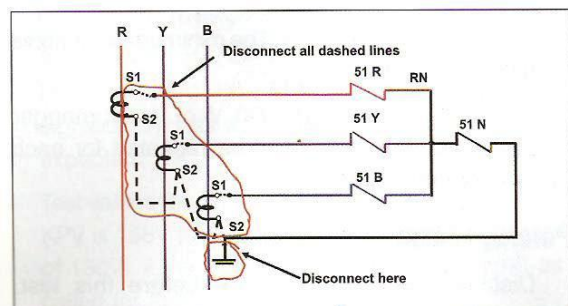 R Y B
Disconnect all dashed lines
S1
51 R
RN
S2
S1
51 Y
51 N
S2
S1
51 B
S2
Disconnect here